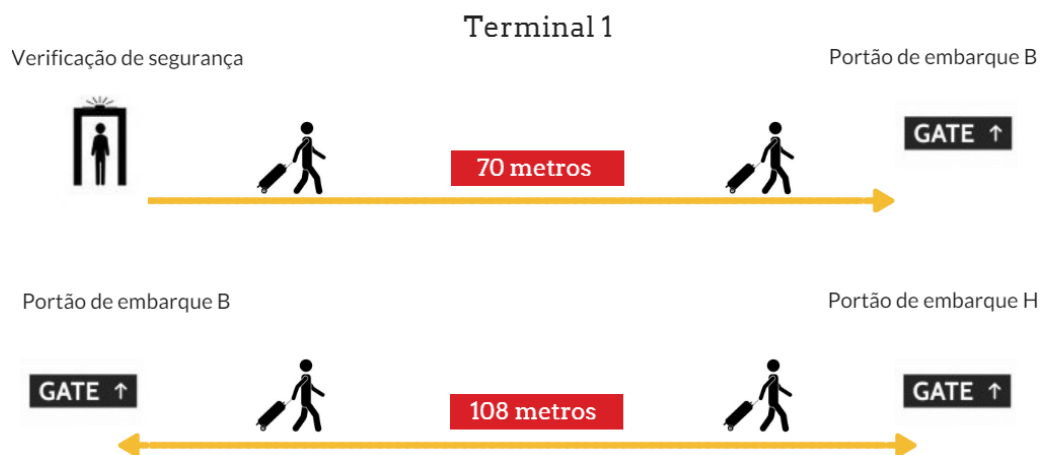 Terminal 1
Verificação de segurança
Portão de embarque B
GATE ↑
70 metros
Portão de embarque B
Portão de embarque H
GATE ↑
108 metros
GATE ↑